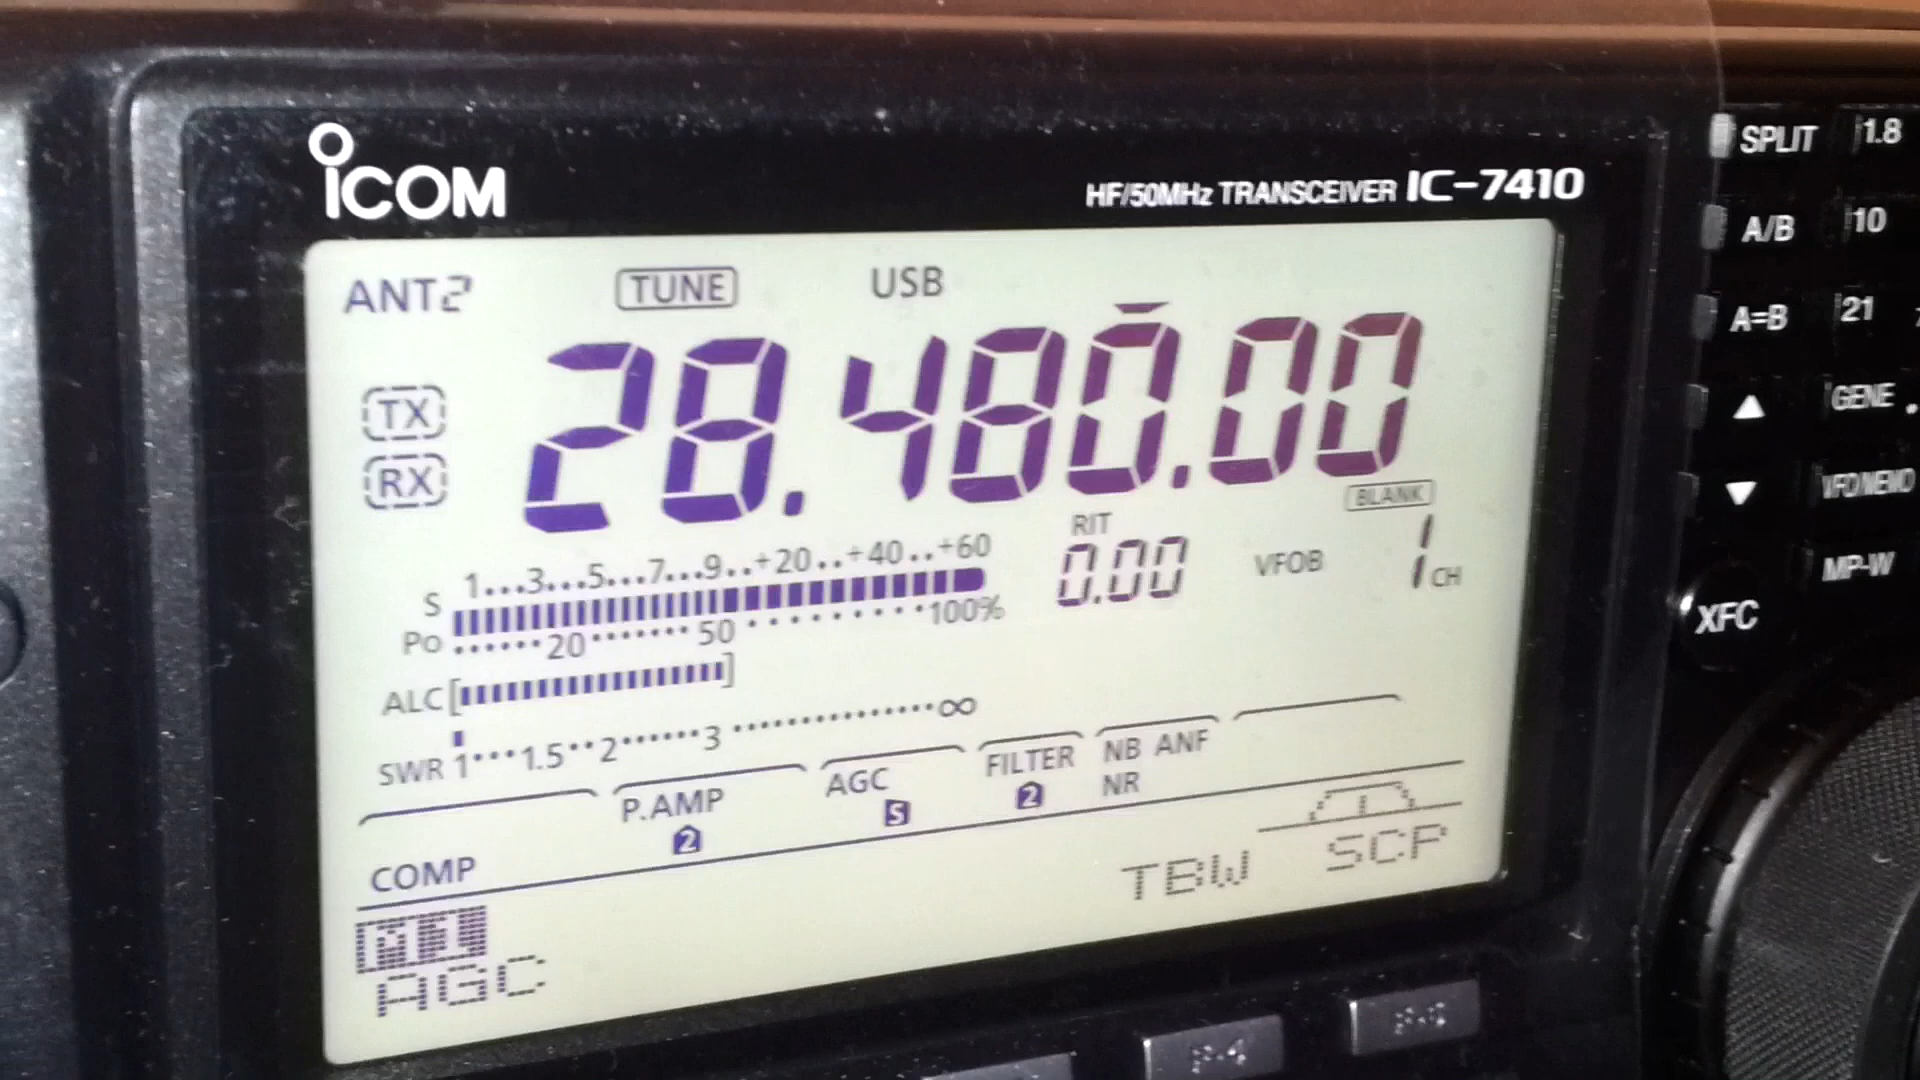 ICOM
HF/50MHz TRANSCEIVER IC-7410
ANT2 TUNE USB
TX
RX
28.480.00
BLANK
S 1...3...5...7...9..+20..+40..+60
Po ......20.......50........100%
RIT
0.00 VFOB 1 CH
ALC
SWR 1...1.5..2......3..............∞
P.AMP 2
AGC S
FILTER 2
NB ANF
NR
COMP
M1
AGC
TBW SCP
SPLIT 1.8
A/B 10
A=B 21
▲ GENE .
▼ VFO/MEMO
MP-W
XFC